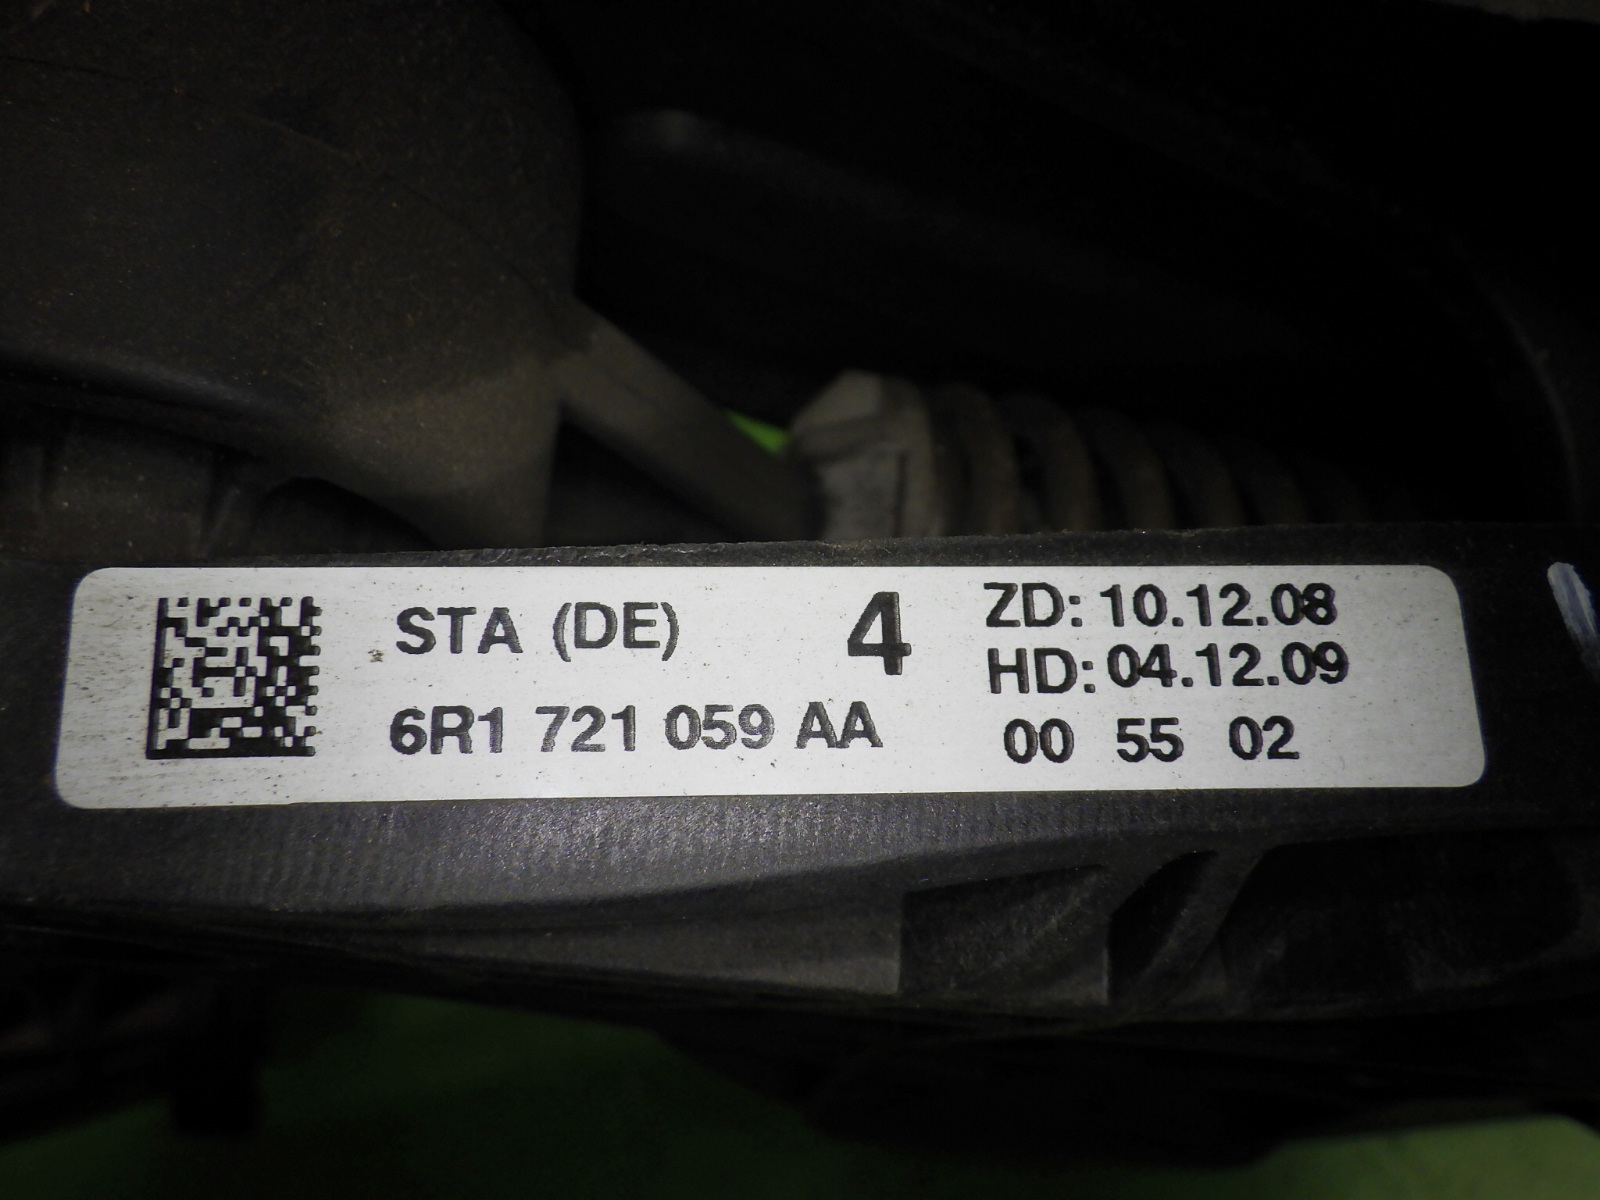 STA (DE) 4 ZD: 10.12.08
HD: 04.12.09
6R1 721 059 AA 00 55 02